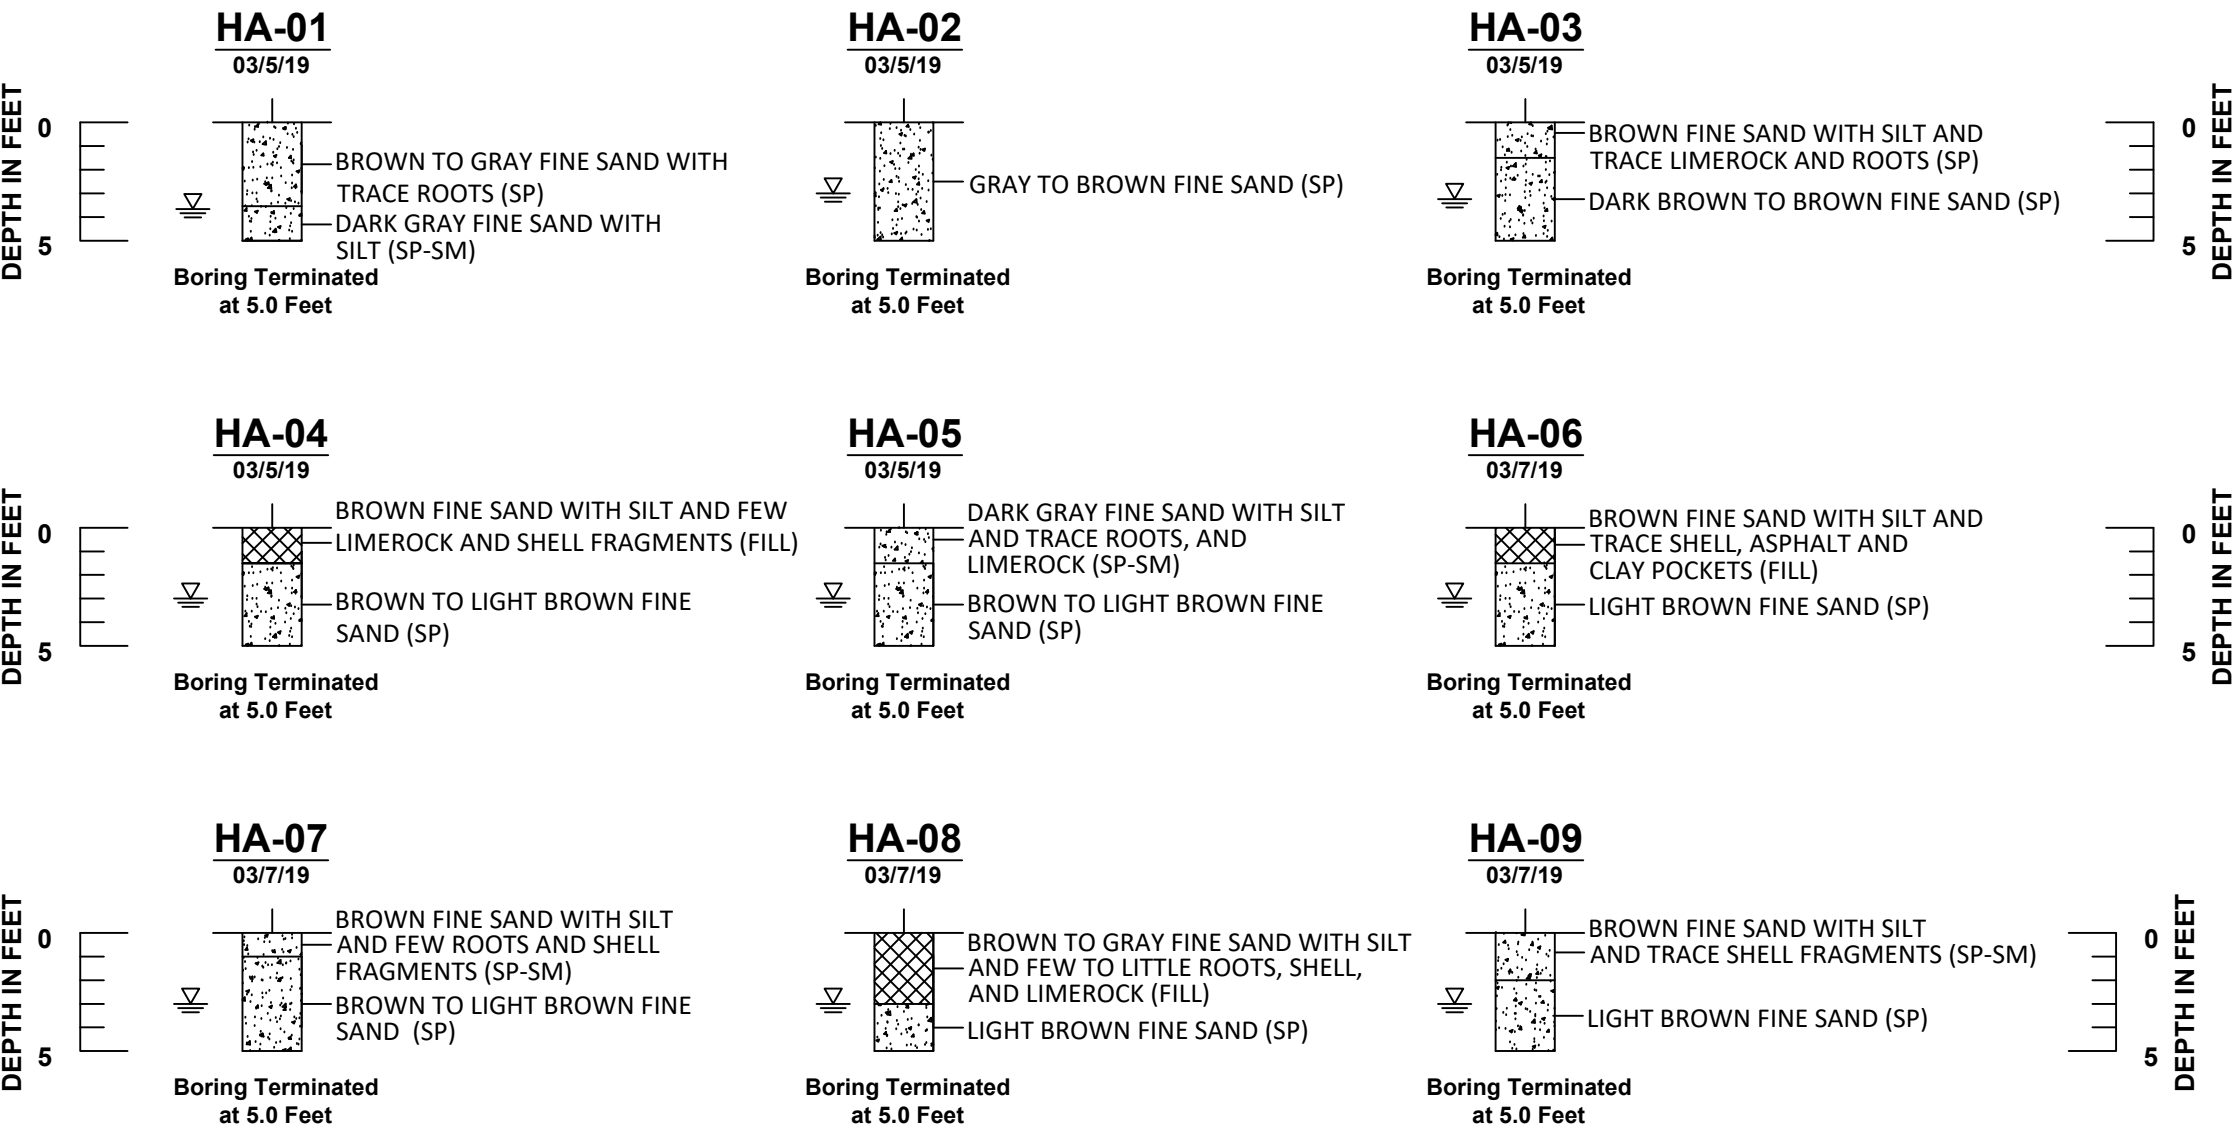 HA-01
03/5/19
DEPTH IN FEET
0
5
BROWN TO GRAY FINE SAND WITH
TRACE ROOTS (SP)
DARK GRAY FINE SAND WITH
SILT (SP-SM)
Boring Terminated
at 5.0 Feet
HA-02
03/5/19
GRAY TO BROWN FINE SAND (SP)
Boring Terminated
at 5.0 Feet
HA-03
03/5/19
BROWN FINE SAND WITH SILT AND
TRACE LIMEROCK AND ROOTS (SP)
DARK BROWN TO BROWN FINE SAND (SP)
Boring Terminated
at 5.0 Feet
0
5
DEPTH IN FEET
HA-04
03/5/19
DEPTH IN FEET
0
5
BROWN FINE SAND WITH SILT AND FEW
LIMEROCK AND SHELL FRAGMENTS (FILL)
BROWN TO LIGHT BROWN FINE
SAND (SP)
Boring Terminated
at 5.0 Feet
HA-05
03/5/19
DARK GRAY FINE SAND WITH SILT
AND TRACE ROOTS, AND
LIMEROCK (SP-SM)
BROWN TO LIGHT BROWN FINE
SAND (SP)
Boring Terminated
at 5.0 Feet
HA-06
03/7/19
BROWN FINE SAND WITH SILT AND
TRACE SHELL, ASPHALT AND
CLAY POCKETS (FILL)
LIGHT BROWN FINE SAND (SP)
Boring Terminated
at 5.0 Feet
0
5
DEPTH IN FEET
HA-07
03/7/19
DEPTH IN FEET
0
5
BROWN FINE SAND WITH SILT
AND FEW ROOTS AND SHELL
FRAGMENTS (SP-SM)
BROWN TO LIGHT BROWN FINE
SAND (SP)
Boring Terminated
at 5.0 Feet
HA-08
03/7/19
BROWN TO GRAY FINE SAND WITH SILT
AND FEW TO LITTLE ROOTS, SHELL,
AND LIMEROCK (FILL)
LIGHT BROWN FINE SAND (SP)
Boring Terminated
at 5.0 Feet
HA-09
03/7/19
BROWN FINE SAND WITH SILT
AND TRACE SHELL FRAGMENTS (SP-SM)
LIGHT BROWN FINE SAND (SP)
Boring Terminated
at 5.0 Feet
0
5
DEPTH IN FEET